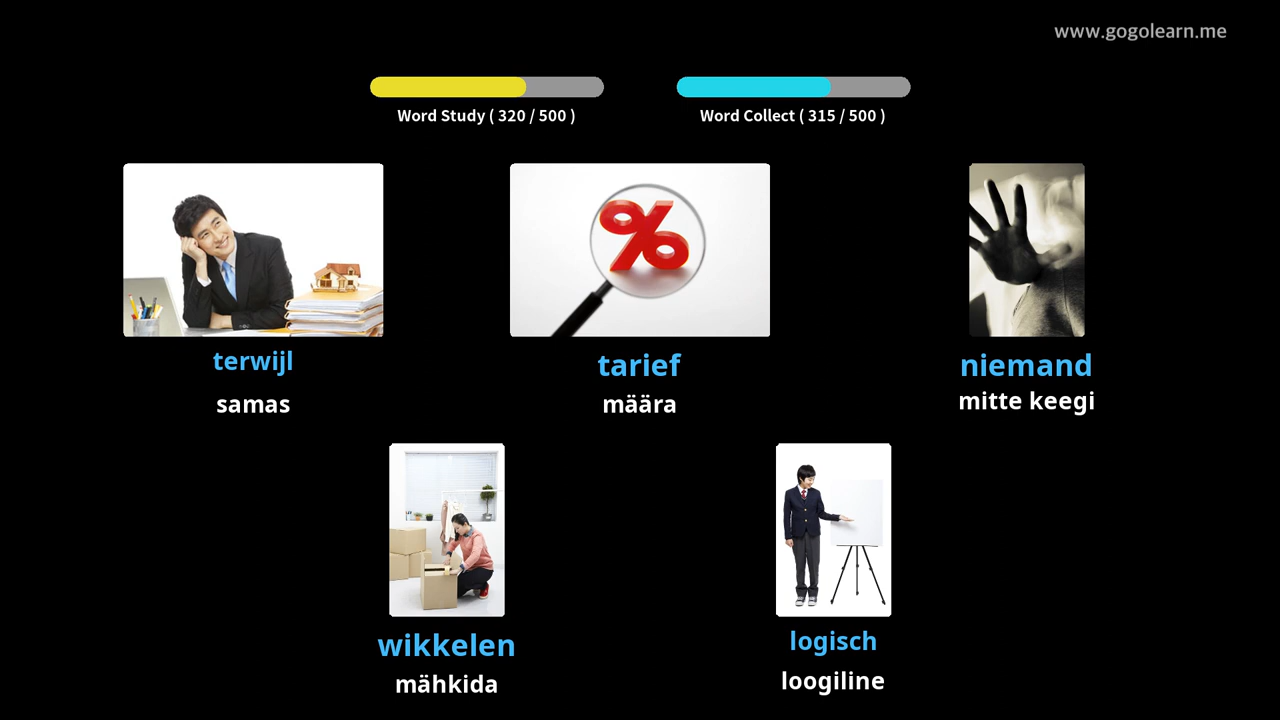 www.gogolearn.me
Word Study ( 320 / 500 )
Word Collect ( 315 / 500 )
terwijl
samas
tarief
määra
niemand
mitte keegi
wikkelen
mähkida
logisch
loogiline